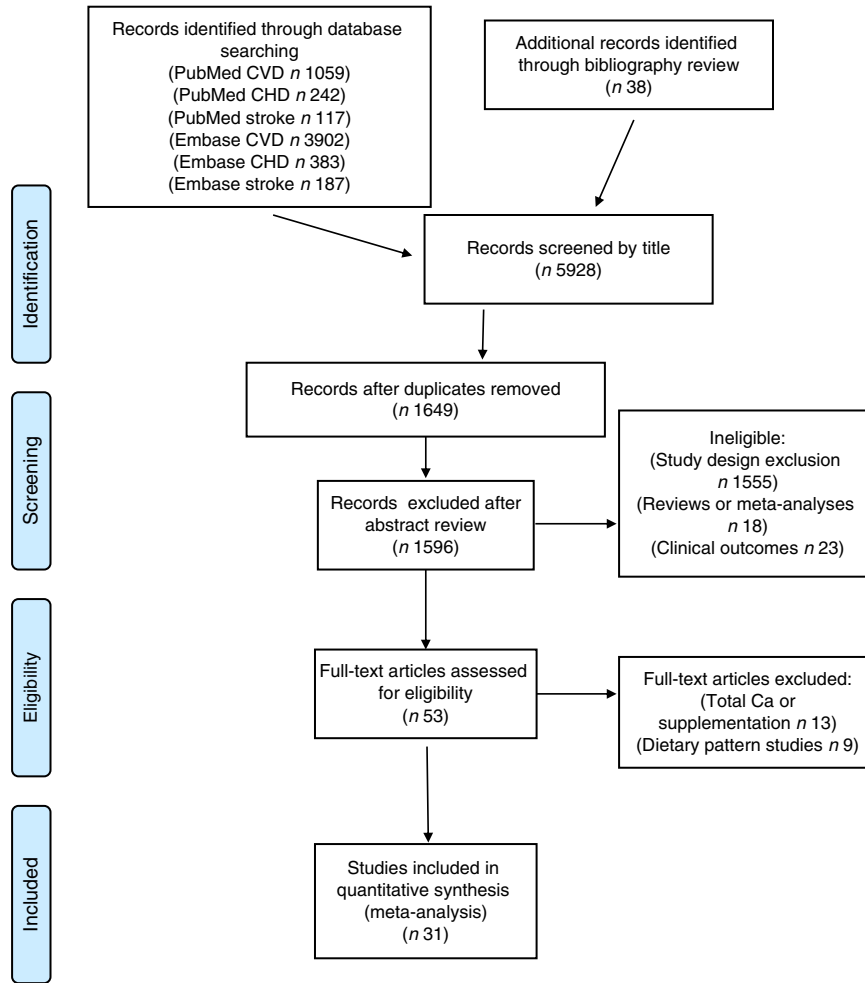 Records identified through database
searching
(PubMed CVD n 1059)
(PubMed CHD n 242)
(PubMed stroke n 117)
(Embase CVD n 3902)
(Embase CHD n 383)
(Embase stroke n 187)
Additional records identified
through bibliography review
(n 38)
Identification
Records screened by title
(n 5928)
Records after duplicates removed
(n 1649)
Screening
Records excluded after
abstract review
(n 1596)
Ineligible:
(Study design exclusion
n 1555)
(Reviews or meta-analyses
n 18)
(Clinical outcomes n 23)
Eligibility
Full-text articles assessed
for eligibility
(n 53)
Full-text articles excluded:
(Total Ca or
supplementation n 13)
(Dietary pattern studies n 9)
Included
Studies included in
quantitative synthesis
(meta-analysis)
(n 31)